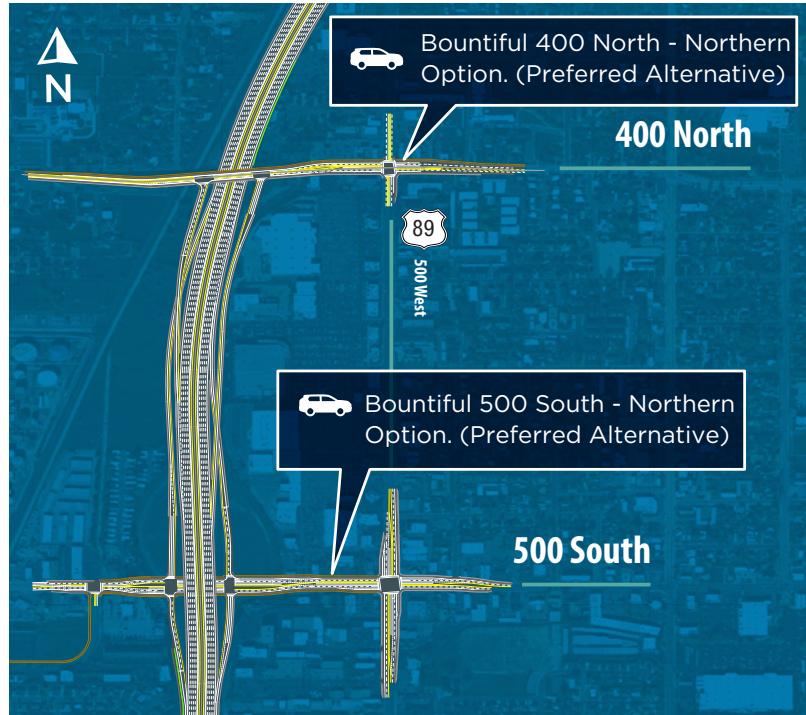 N
Bountiful 400 North - Northern
Option. (Preferred Alternative)
400 North
89
500 West
Bountiful 500 South - Northern
Option. (Preferred Alternative)
500 South